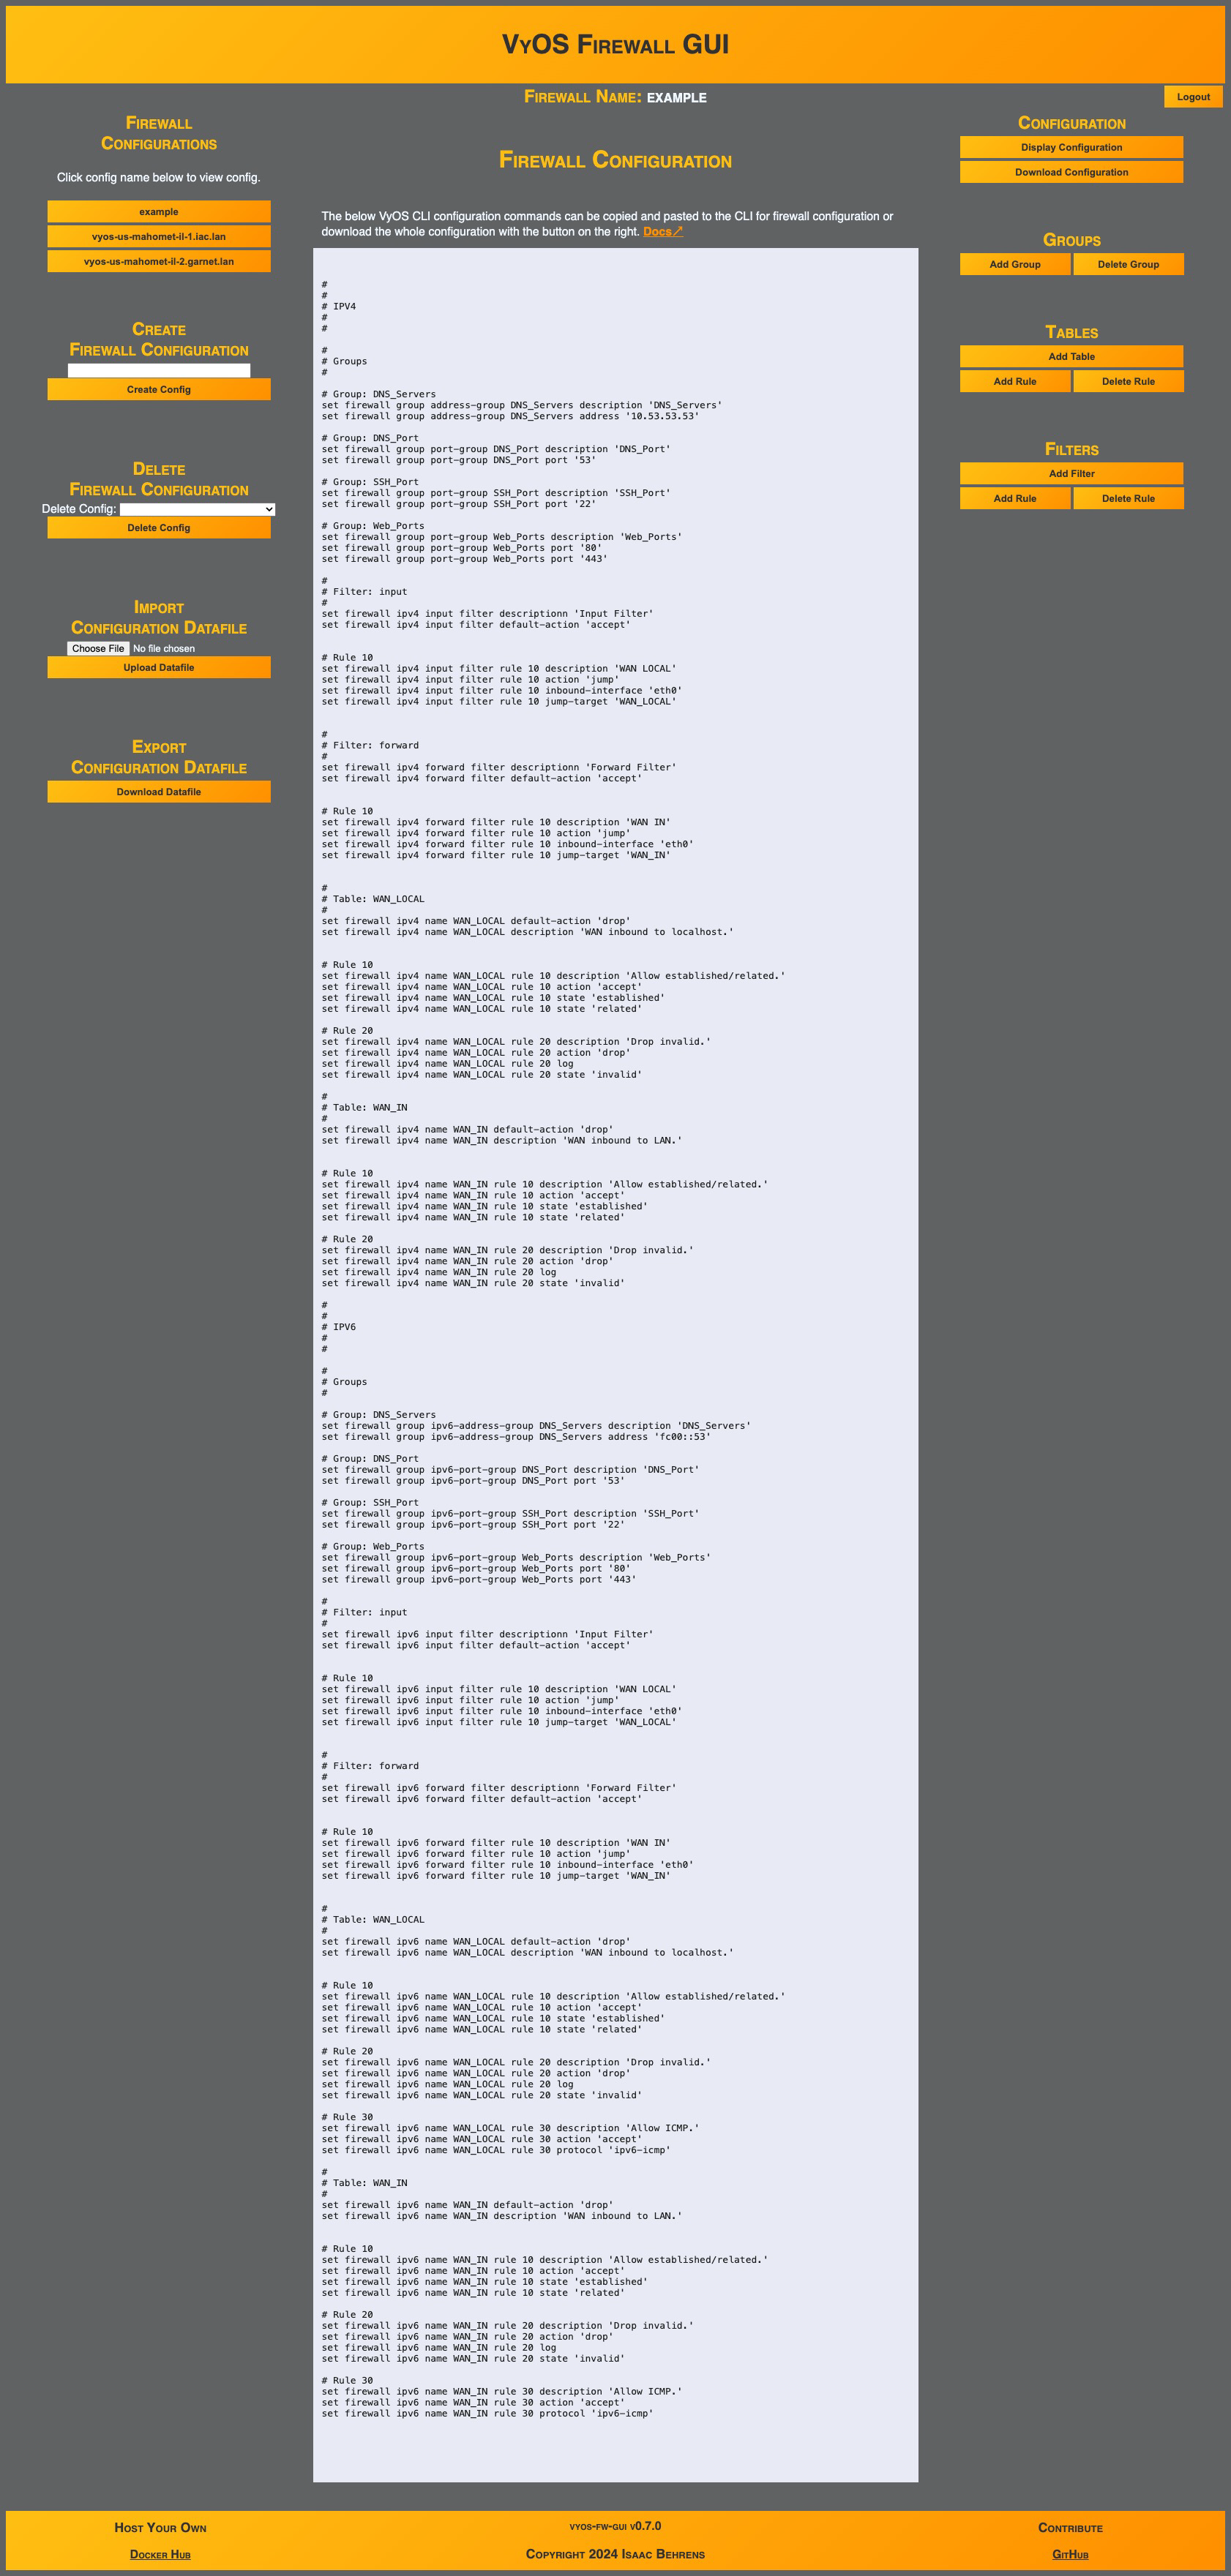 VyOS Firewall GUI
Firewall Name: example
Logout
Firewall
Configurations
Click config name below to view config.
example
vyos-us-mahomet-il-1.iac.lan
vyos-us-mahomet-il-2.garnet.lan
Create
Firewall Configuration
Create Config
Delete
Firewall Configuration
Delete Config:
Delete Config
Import
Configuration Datafile
Choose File No file chosen
Upload Datafile
Export
Configuration Datafile
Download Datafile
Firewall Configuration
The below VyOS CLI configuration commands can be copied and pasted to the CLI for firewall configuration or
download the whole configuration with the button on the right. Docs↗
#
#
# IPV4
#
#
#
# Groups
#
# Group: DNS_Servers
set firewall group address-group DNS_Servers description 'DNS_Servers'
set firewall group address-group DNS_Servers address '10.53.53.53'
# Group: DNS_Port
set firewall group port-group DNS_Port description 'DNS_Port'
set firewall group port-group DNS_Port port '53'
# Group: SSH_Port
set firewall group port-group SSH_Port description 'SSH_Port'
set firewall group port-group SSH_Port port '22'
# Group: Web_Ports
set firewall group port-group Web_Ports description 'Web_Ports'
set firewall group port-group Web_Ports port '80'
set firewall group port-group Web_Ports port '443'
#
# Filter: input
#
set firewall ipv4 input filter descriptionn 'Input Filter'
set firewall ipv4 input filter default-action 'accept'
# Rule 10
set firewall ipv4 input filter rule 10 description 'WAN LOCAL'
set firewall ipv4 input filter rule 10 action 'jump'
set firewall ipv4 input filter rule 10 inbound-interface 'eth0'
set firewall ipv4 input filter rule 10 jump-target 'WAN_LOCAL'
#
# Filter: forward
#
set firewall ipv4 forward filter descriptionn 'Forward Filter'
set firewall ipv4 forward filter default-action 'accept'
# Rule 10
set firewall ipv4 forward filter rule 10 description 'WAN IN'
set firewall ipv4 forward filter rule 10 action 'jump'
set firewall ipv4 forward filter rule 10 inbound-interface 'eth0'
set firewall ipv4 forward filter rule 10 jump-target 'WAN_IN'
#
# Table: WAN_LOCAL
#
set firewall ipv4 name WAN_LOCAL default-action 'drop'
set firewall ipv4 name WAN_LOCAL description 'WAN inbound to localhost.'
# Rule 10
set firewall ipv4 name WAN_LOCAL rule 10 description 'Allow established/related.'
set firewall ipv4 name WAN_LOCAL rule 10 action 'accept'
set firewall ipv4 name WAN_LOCAL rule 10 state 'established'
set firewall ipv4 name WAN_LOCAL rule 10 state 'related'
# Rule 20
set firewall ipv4 name WAN_LOCAL rule 20 description 'Drop invalid.'
set firewall ipv4 name WAN_LOCAL rule 20 action 'drop'
set firewall ipv4 name WAN_LOCAL rule 20 log
set firewall ipv4 name WAN_LOCAL rule 20 state 'invalid'
#
# Table: WAN_IN
#
set firewall ipv4 name WAN_IN default-action 'drop'
set firewall ipv4 name WAN_IN description 'WAN inbound to LAN.'
# Rule 10
set firewall ipv4 name WAN_IN rule 10 description 'Allow established/related.'
set firewall ipv4 name WAN_IN rule 10 action 'accept'
set firewall ipv4 name WAN_IN rule 10 state 'established'
set firewall ipv4 name WAN_IN rule 10 state 'related'
# Rule 20
set firewall ipv4 name WAN_IN rule 20 description 'Drop invalid.'
set firewall ipv4 name WAN_IN rule 20 action 'drop'
set firewall ipv4 name WAN_IN rule 20 log
set firewall ipv4 name WAN_IN rule 20 state 'invalid'
#
#
# IPV6
#
#
#
# Groups
#
# Group: DNS_Servers
set firewall group ipv6-address-group DNS_Servers description 'DNS_Servers'
set firewall group ipv6-address-group DNS_Servers address 'fc00::53'
# Group: DNS_Port
set firewall group ipv6-port-group DNS_Port description 'DNS_Port'
set firewall group ipv6-port-group DNS_Port port '53'
# Group: SSH_Port
set firewall group ipv6-port-group SSH_Port description 'SSH_Port'
set firewall group ipv6-port-group SSH_Port port '22'
# Group: Web_Ports
set firewall group ipv6-port-group Web_Ports description 'Web_Ports'
set firewall group ipv6-port-group Web_Ports port '80'
set firewall group ipv6-port-group Web_Ports port '443'
#
# Filter: input
#
set firewall ipv6 input filter descriptionn 'Input Filter'
set firewall ipv6 input filter default-action 'accept'
# Rule 10
set firewall ipv6 input filter rule 10 description 'WAN LOCAL'
set firewall ipv6 input filter rule 10 action 'jump'
set firewall ipv6 input filter rule 10 inbound-interface 'eth0'
set firewall ipv6 input filter rule 10 jump-target 'WAN_LOCAL'
#
# Filter: forward
#
set firewall ipv6 forward filter descriptionn 'Forward Filter'
set firewall ipv6 forward filter default-action 'accept'
# Rule 10
set firewall ipv6 forward filter rule 10 description 'WAN IN'
set firewall ipv6 forward filter rule 10 action 'jump'
set firewall ipv6 forward filter rule 10 inbound-interface 'eth0'
set firewall ipv6 forward filter rule 10 jump-target 'WAN_IN'
#
# Table: WAN_LOCAL
#
set firewall ipv6 name WAN_LOCAL default-action 'drop'
set firewall ipv6 name WAN_LOCAL description 'WAN inbound to localhost.'
# Rule 10
set firewall ipv6 name WAN_LOCAL rule 10 description 'Allow established/related.'
set firewall ipv6 name WAN_LOCAL rule 10 action 'accept'
set firewall ipv6 name WAN_LOCAL rule 10 state 'established'
set firewall ipv6 name WAN_LOCAL rule 10 state 'related'
# Rule 20
set firewall ipv6 name WAN_LOCAL rule 20 description 'Drop invalid.'
set firewall ipv6 name WAN_LOCAL rule 20 action 'drop'
set firewall ipv6 name WAN_LOCAL rule 20 log
set firewall ipv6 name WAN_LOCAL rule 20 state 'invalid'
# Rule 30
set firewall ipv6 name WAN_LOCAL rule 30 description 'Allow ICMP.'
set firewall ipv6 name WAN_LOCAL rule 30 action 'accept'
set firewall ipv6 name WAN_LOCAL rule 30 protocol 'ipv6-icmp'
#
# Table: WAN_IN
#
set firewall ipv6 name WAN_IN default-action 'drop'
set firewall ipv6 name WAN_IN description 'WAN inbound to LAN.'
# Rule 10
set firewall ipv6 name WAN_IN rule 10 description 'Allow established/related.'
set firewall ipv6 name WAN_IN rule 10 action 'accept'
set firewall ipv6 name WAN_IN rule 10 state 'established'
set firewall ipv6 name WAN_IN rule 10 state 'related'
# Rule 20
set firewall ipv6 name WAN_IN rule 20 description 'Drop invalid.'
set firewall ipv6 name WAN_IN rule 20 action 'drop'
set firewall ipv6 name WAN_IN rule 20 log
set firewall ipv6 name WAN_IN rule 20 state 'invalid'
# Rule 30
set firewall ipv6 name WAN_IN rule 30 description 'Allow ICMP.'
set firewall ipv6 name WAN_IN rule 30 action 'accept'
set firewall ipv6 name WAN_IN rule 30 protocol 'ipv6-icmp'
Configuration
Display Configuration
Download Configuration
Groups
Add Group Delete Group
Tables
Add Table
Add Rule Delete Rule
Filters
Add Filter
Add Rule Delete Rule
Host Your Own
Docker Hub
vyos-fw-gui v0.7.0
Copyright 2024 Isaac Behrens
Contribute
GitHub